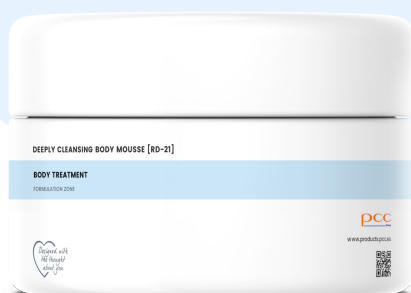 DEEPLY CLEANSING BODY MOUSSE [RD-21]
BODY TREATMENT
FORMULATION ZONE
pcc
www.products.pcc.eu
Designed with
the thought
about You